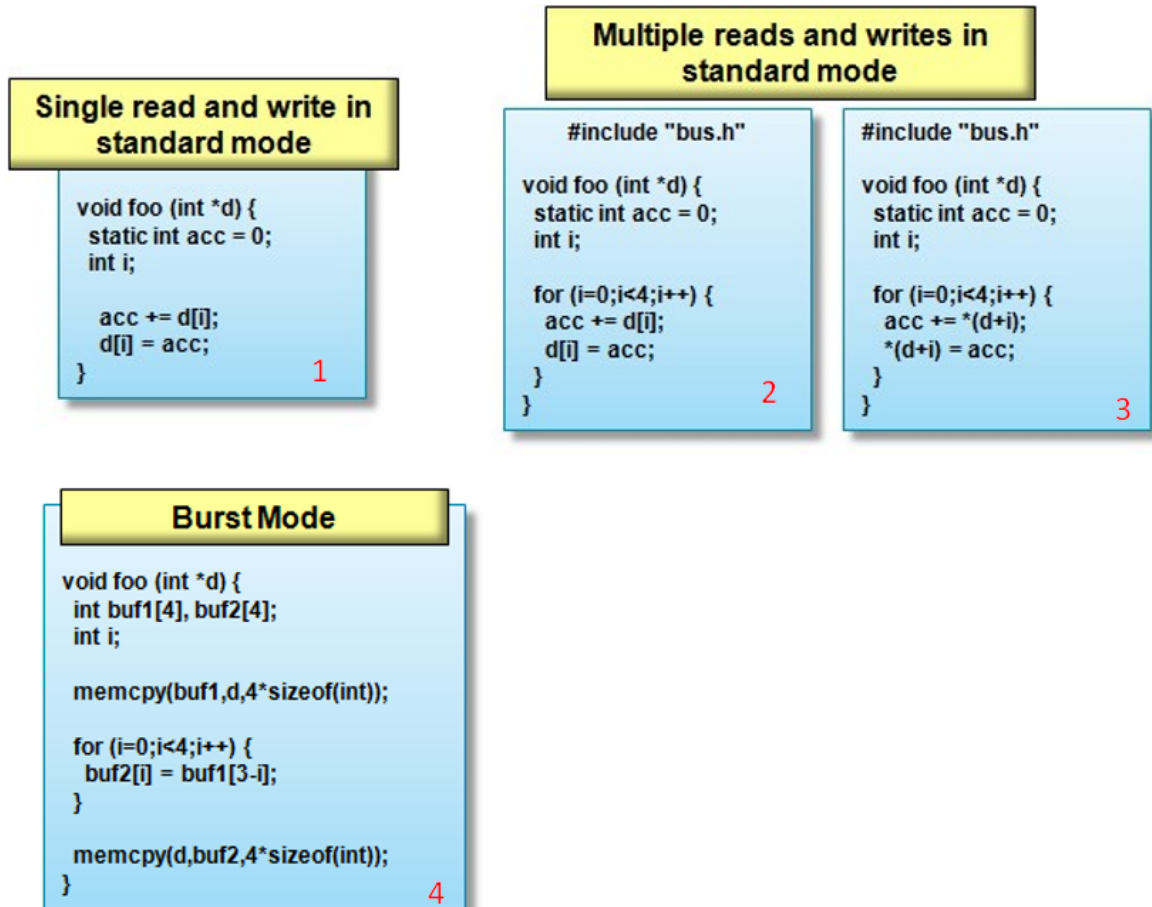 Single read and write in
standard mode
void foo (int *d) {
static int acc = 0;
int i;
acc += d[i];
d[i] = acc;
}
1
Multiple reads and writes in
standard mode
#include "bus.h"
void foo (int *d) {
static int acc = 0;
int i;
for (i=0;i<4;i++) {
acc += d[i];
d[i] = acc;
}
}
2
#include "bus.h"
void foo (int *d) {
static int acc = 0;
int i;
for (i=0;i<4;i++) {
acc += *(d+i);
*(d+i) = acc;
}
}
3
Burst Mode
void foo (int *d) {
int buf1[4], buf2[4];
int i;
memcpy(buf1,d,4*sizeof(int));
for (i=0;i<4;i++) {
buf2[i] = buf1[3-i];
}
memcpy(d,buf2,4*sizeof(int));
}
4